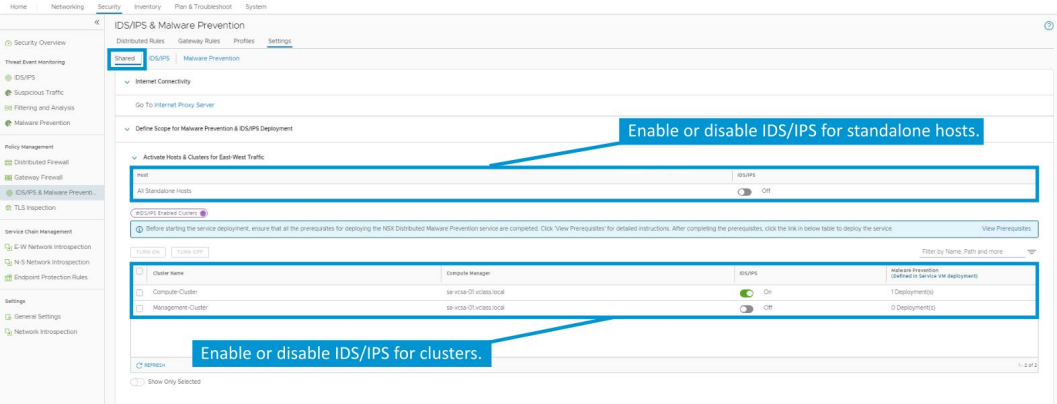 Home Networking Security Inventory Plan & Troubleshoot System
«
IDS/IPS & Malware Prevention
Distributed Rules Gateway Rules Profiles Settings
Shared IDS/IPS Malware Prevention
Security Overview
Threat Event Monitoring
IDS/IPS
Suspicious Traffic
Filtering and Analysis
Malware Prevention
Policy Management
Distributed Firewall
Gateway Firewall
IDS/IPS & Malware Preventi...
TLS Inspection
Service Chain Management
E-W Network Introspection
N-S Network Introspection
Endpoint Protection Rules
Settings
General Settings
Network Introspection
Internet Connectivity
Go To Internet Proxy Server
Define Scope for Malware Prevention & IDS/IPS Deployment
Enable or disable IDS/IPS for standalone hosts.
Activate Hosts & Clusters for East-West Traffic
Host IDS/IPS
All Standalone Hosts Off
#IDS/IPS Enabled Clusters
Before starting the service deployment, ensure that all the prerequisites for deploying the NSX Distributed Malware Prevention service are completed. Click 'View Prerequisites' for detailed instructions. After completing the prerequisites, click the link in below table to deploy the service. View Prerequisites
TURN ON TURN OFF Filter by Name, Path and more
Cluster Name Compute Manager IDS/IPS Malware Prevention
(Defined in Service VM deployment)
Compute-Cluster sa-vcsa-01.vclass.local On 1 Deployment(s)
Management-Cluster sa-vcsa-01.vclass.local Off 0 Deployment(s)
Enable or disable IDS/IPS for clusters.
REFRESH 1 - 2 of 2
Show Only Selected